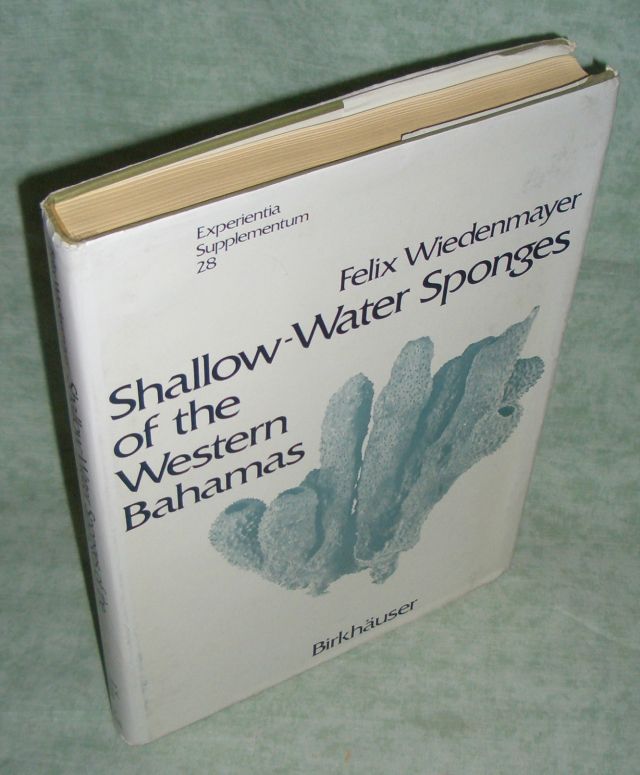 Experientia
Supplementum
28
Felix Wiedenmayer
Shallow-Water Sponges
of the
Western
Bahamas
Birkhäuser